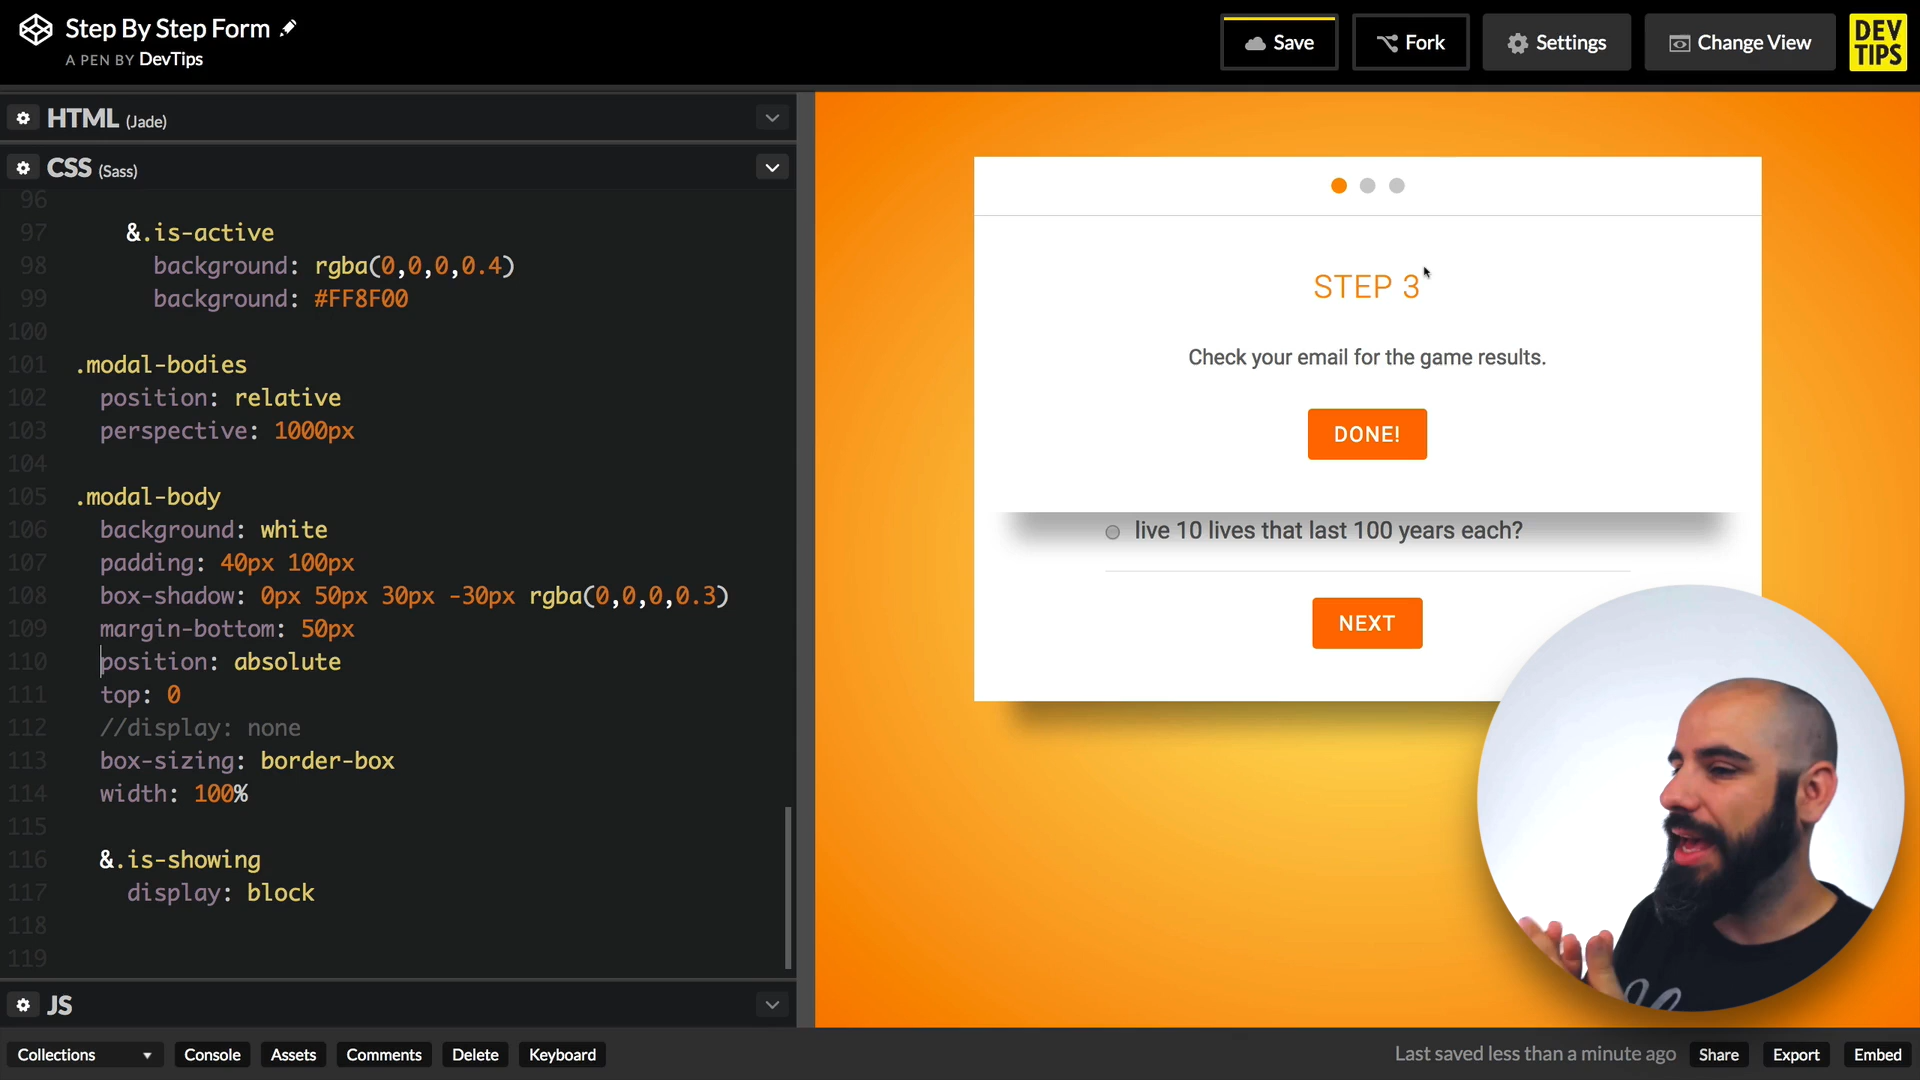 Step By Step Form
A PEN BY DevTips
Save
Fork
Settings
Change View
DEV
TIPS
HTML (Jade)
CSS (Sass)
96
97 &.is-active
98 background: rgba(0,0,0,0.4)
99 background: #FF8F00
100
101 .modal-bodies
102 position: relative
103 perspective: 1000px
104
105 .modal-body
106 background: white
107 padding: 40px 100px
108 box-shadow: 0px 50px 30px -30px rgba(0,0,0,0.3)
109 margin-bottom: 50px
110 position: absolute
111 top: 0
112 //display: none
113 box-sizing: border-box
114 width: 100%
115
116 &.is-showing
117 display: block
118
119
JS
STEP 3
Check your email for the game results.
DONE!
live 10 lives that last 100 years each?
NEXT
Collections
Console
Assets
Comments
Delete
Keyboard
Last saved less than a minute ago
Share
Export
Embed